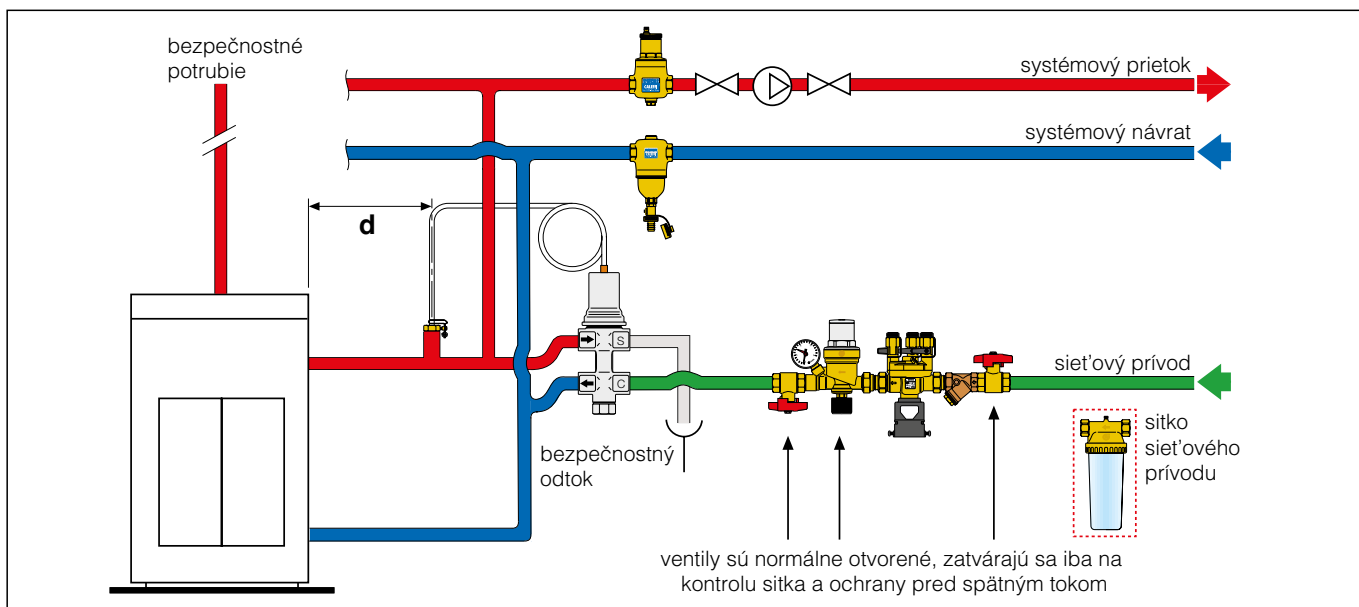 bezpečnostné
potrubie
systémový prietok
systémový návrat
d
S
C
sieťový prívod
bezpečnostný
odtok
sitko
sieťového
prívodu
ventily sú normálne otvorené, zatvárajú sa iba na
kontrolu sitka a ochrany pred spätným tokom